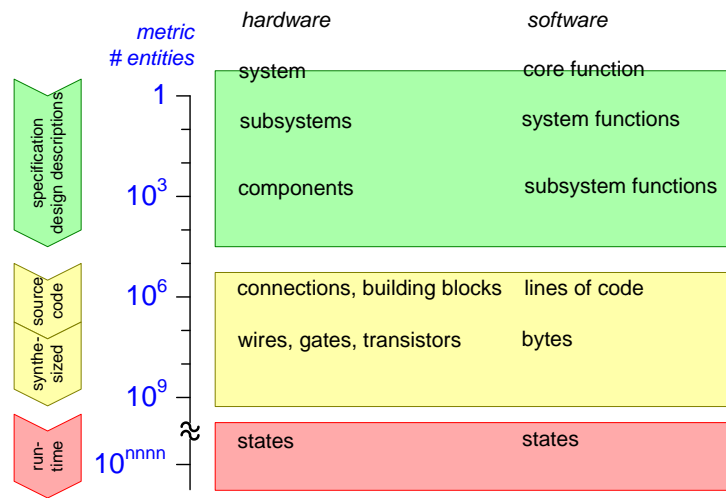 metric
# entities
hardware
software
1
10³
10⁶
10⁹
10ⁿⁿⁿⁿ
specification
design descriptions
source
code
synthe-
sized
run-
time
system
core function
subsystems
system functions
components
subsystem functions
connections, building blocks
lines of code
wires, gates, transistors
bytes
states
states